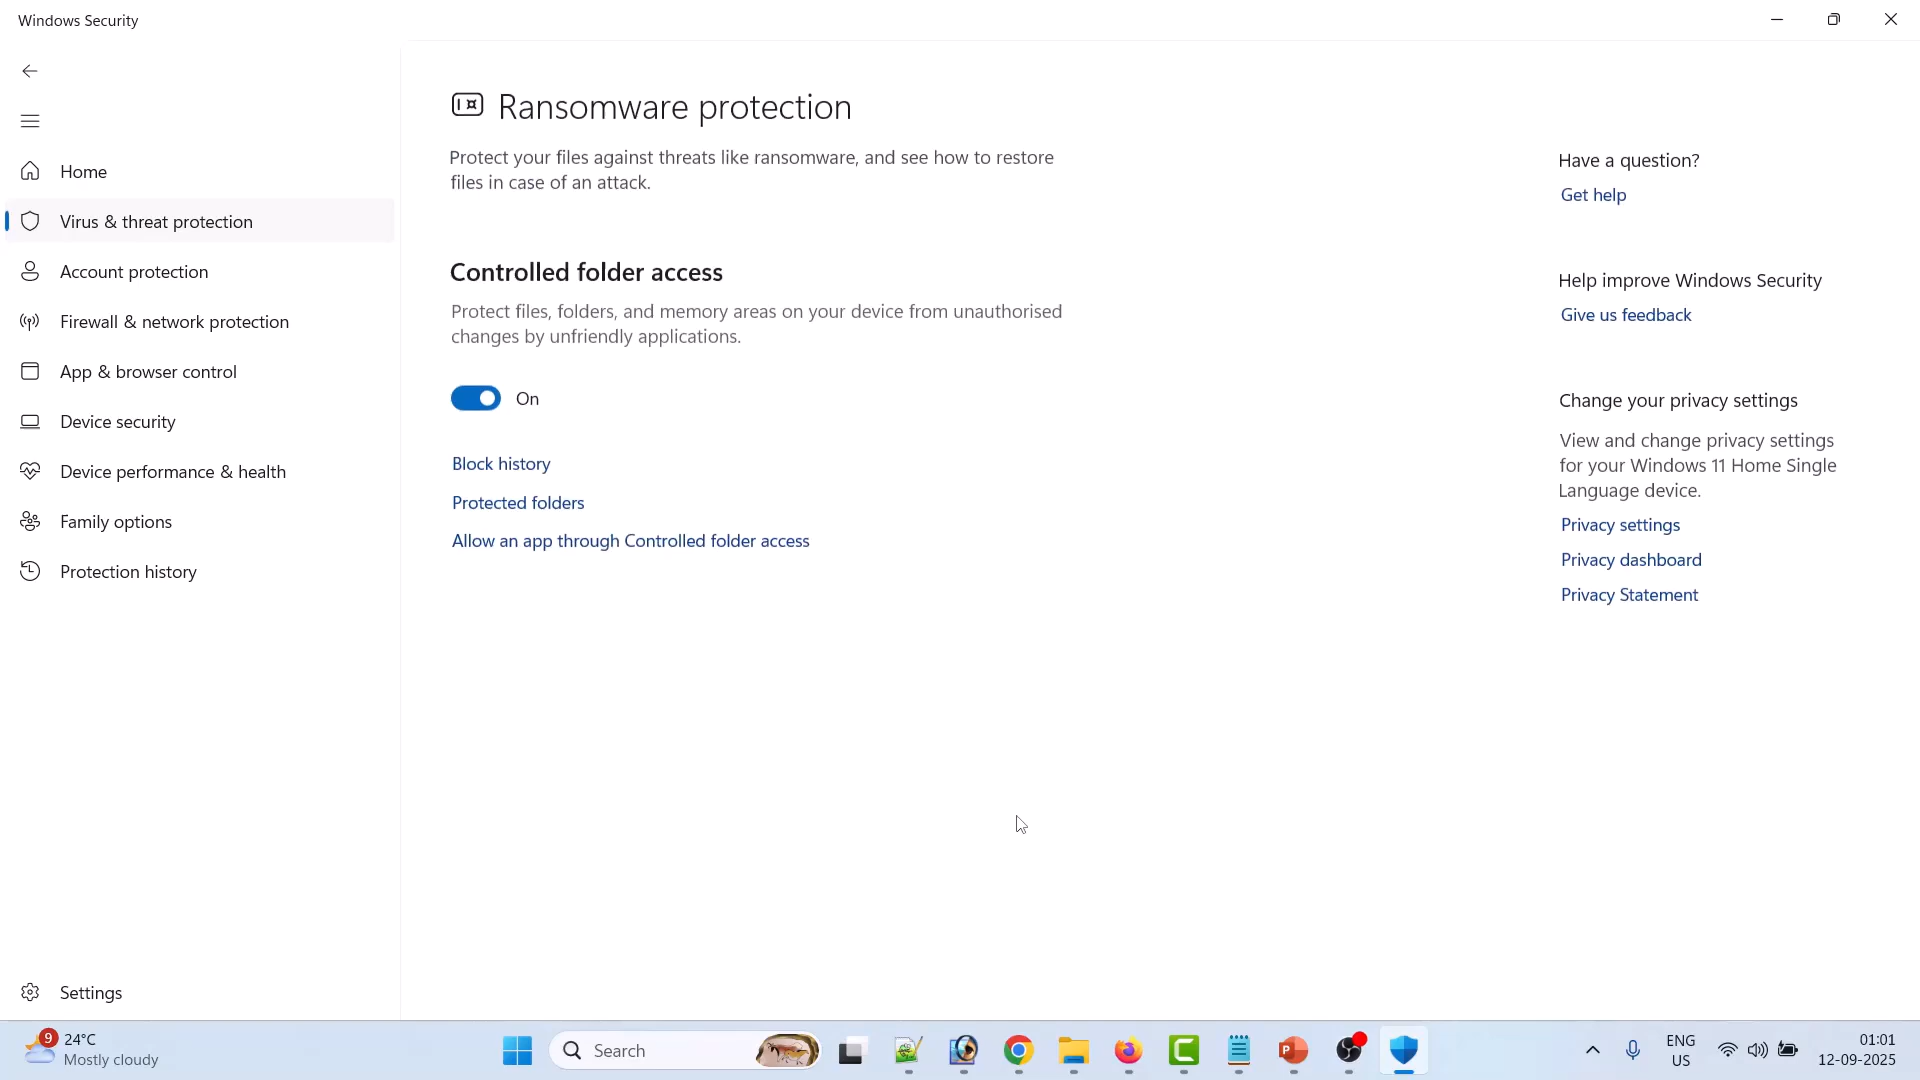 Windows Security
Home
Virus & threat protection
Account protection
Firewall & network protection
App & browser control
Device security
Device performance & health
Family options
Protection history
Settings
Ransomware protection
Protect your files against threats like ransomware, and see how to restore
files in case of an attack.
Controlled folder access
Protect files, folders, and memory areas on your device from unauthorised
changes by unfriendly applications.
On
Block history
Protected folders
Allow an app through Controlled folder access
Have a question?
Get help
Help improve Windows Security
Give us feedback
Change your privacy settings
View and change privacy settings
for your Windows 11 Home Single
Language device.
Privacy settings
Privacy dashboard
Privacy Statement
9
24°C
Mostly cloudy
Search
P
ENG
US
01:01
12-09-2025